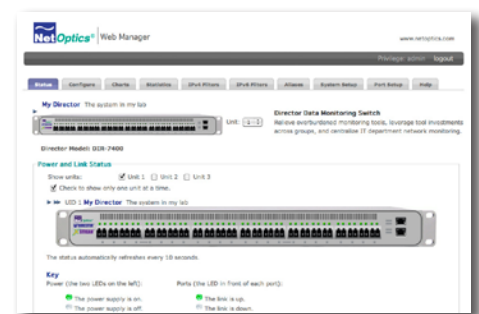 NetOptics® Web Manager
www.netoptics.com
Privilege: admin logout
Status Configure Charts Statistics IPv4 Filters IPv6 Filters Aliases System Setup Port Setup Help
My Director The system in my lab
Unit:
Director Data Monitoring Switch
Relieve overburdened monitoring tools, leverage tool investments
across groups, and centralize IT department network monitoring.
Director Model: DIR-7400
Power and Link Status
Show units: Unit 1 Unit 2 Unit 3
Check to show only one unit at a time.
My Director The system in my lab
The status automatically refreshes every 10 seconds.
Key
Power (the two LEDs on the left): Ports (the LED in front of each port):
The power supply is on. The link is up.
The power supply is off. The link is down.